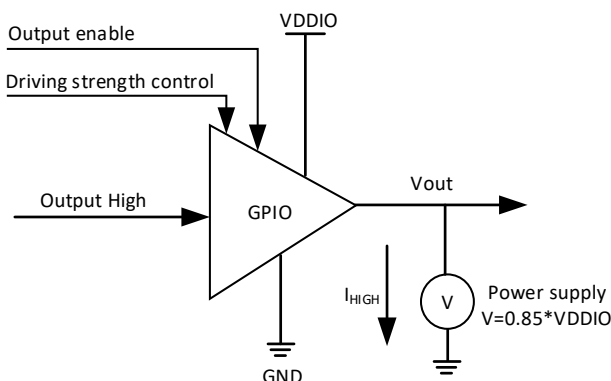 Output enable
VDDIO
Driving strength control
Output High
GPIO
Vout
IHIGH
V
Power supply
V=0.85*VDDIO
GND